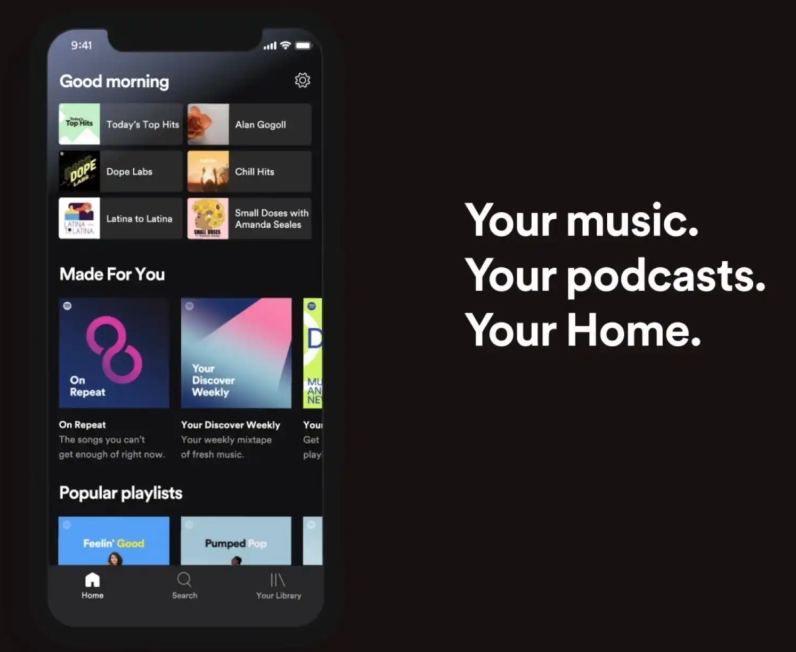 9:41
Good morning
Today's Top Hits
Today's Top Hits
Alan Gogoll
DOPE LABS
Dope Labs
Chill Hits
LATINA
TO LATINA
Latina to Latina
SMALL DOSES
Small Doses with
Amanda Seales
Made For You
On
Repeat
Your
Discover
Weekly
D
MU
AN
NE
On Repeat
The songs you can't
get enough of right now.
Your Discover Weekly
Your weekly mixtape
of fresh music.
You
Get
play
Popular playlists
Feelin' Good
Pumped Pop
Home
Search
Your Library
Your music.
Your podcasts.
Your Home.